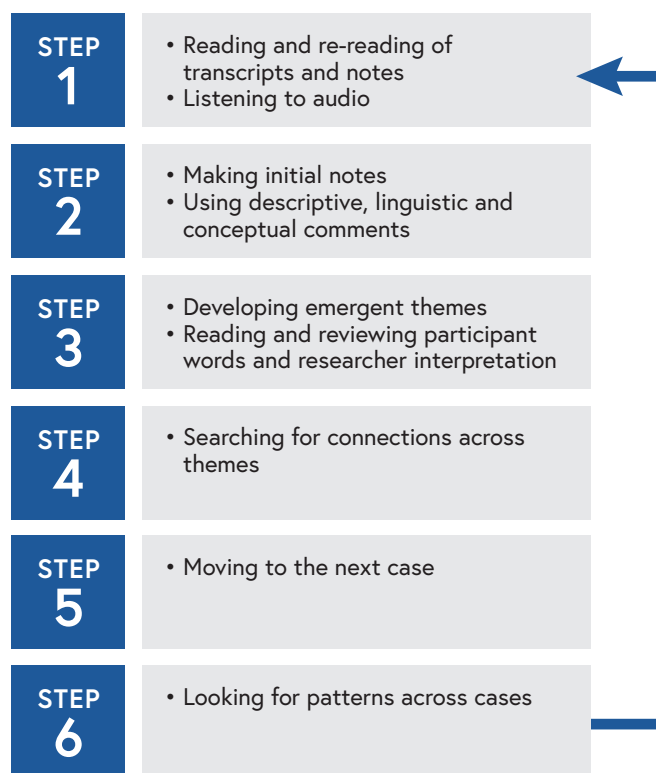 STEP
1
• Reading and re-reading of
transcripts and notes
• Listening to audio
STEP
2
• Making initial notes
• Using descriptive, linguistic and
conceptual comments
STEP
3
• Developing emergent themes
• Reading and reviewing participant
words and researcher interpretation
STEP
4
• Searching for connections across
themes
STEP
5
• Moving to the next case
STEP
6
• Looking for patterns across cases